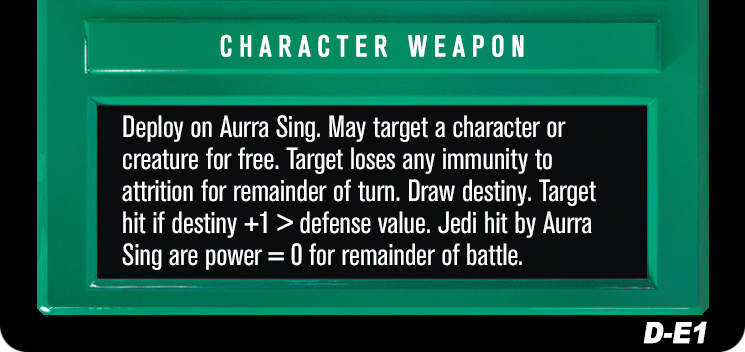 CHARACTER WEAPON
Deploy on Aurra Sing. May target a character or
creature for free. Target loses any immunity to
attrition for remainder of turn. Draw destiny. Target
hit if destiny +1 > defense value. Jedi hit by Aurra
Sing are power = 0 for remainder of battle.
D-E1